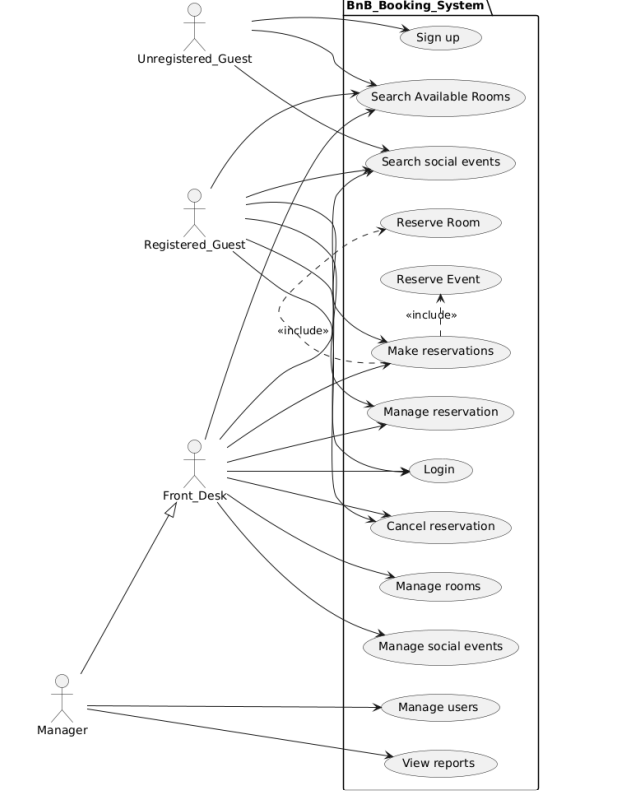 BnB_Booking_System
Sign up
Unregistered_Guest
Search Available Rooms
Search social events
Reserve Room
Registered_Guest
Reserve Event
«include»
«include»
Make reservations
Manage reservation
Login
Front_Desk
Cancel reservation
Manage rooms
Manage social events
Manage users
Manager
View reports